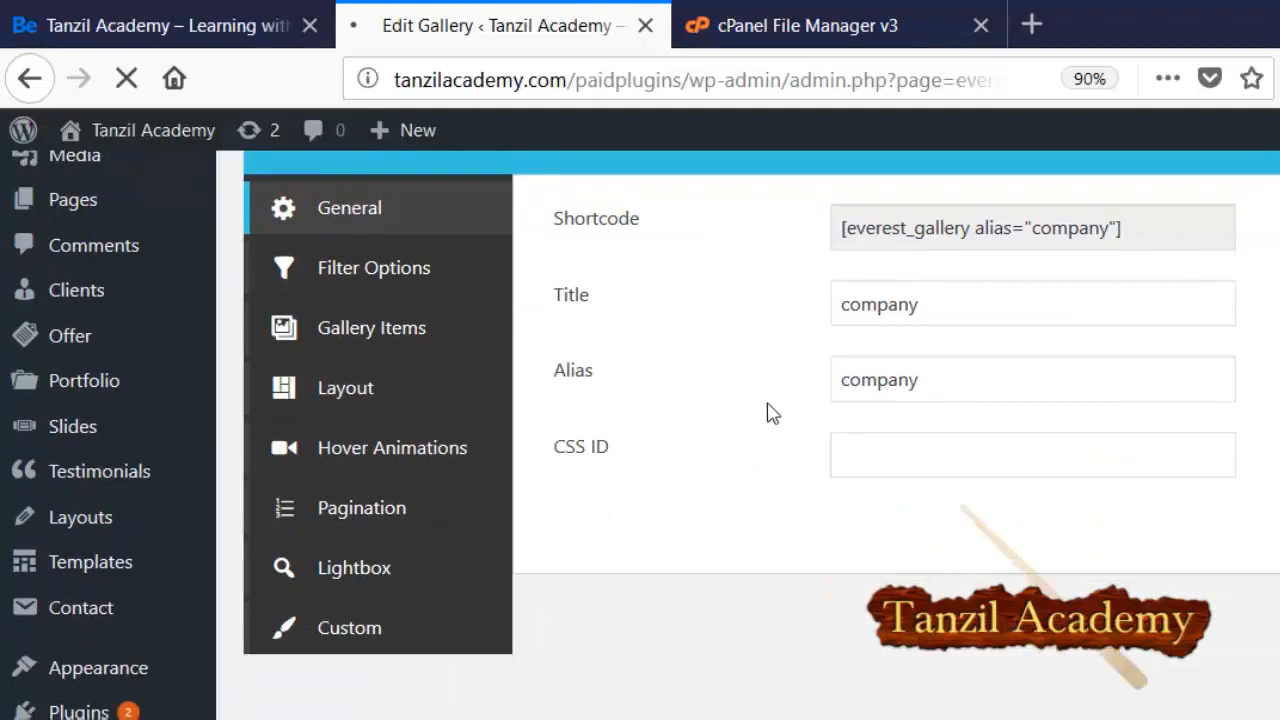 Tanzil Academy – Learning with
Edit Gallery ‹ Tanzil Academy –
cPanel File Manager v3
tanzilacademy.com/paidplugins/wp-admin/admin.php?page=ever
90%
Tanzil Academy
2
0
New
Media
Pages
Comments
Clients
Offer
Portfolio
Slides
Testimonials
Layouts
Templates
Contact
Appearance
Plugins 2
General
Filter Options
Gallery Items
Layout
Hover Animations
Pagination
Lightbox
Custom
Shortcode
[everest_gallery alias="company"]
Title
company
Alias
company
CSS ID
Tanzil Academy